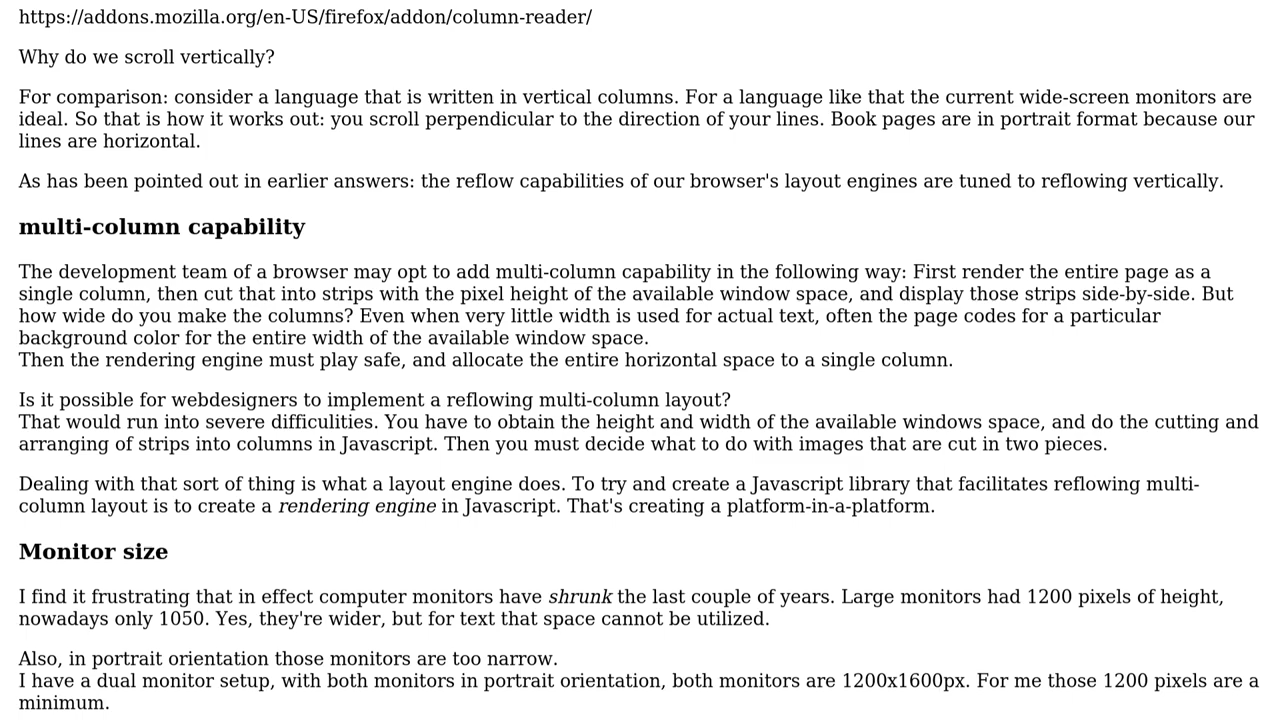 https://addons.mozilla.org/en-US/firefox/addon/column-reader/
Why do we scroll vertically?
For comparison: consider a language that is written in vertical columns. For a language like that the current wide-screen monitors are
ideal. So that is how it works out: you scroll perpendicular to the direction of your lines. Book pages are in portrait format because our
lines are horizontal.
As has been pointed out in earlier answers: the reflow capabilities of our browser's layout engines are tuned to reflowing vertically.
multi-column capability
The development team of a browser may opt to add multi-column capability in the following way: First render the entire page as a
single column, then cut that into strips with the pixel height of the available window space, and display those strips side-by-side. But
how wide do you make the columns? Even when very little width is used for actual text, often the page codes for a particular
background color for the entire width of the available window space.
Then the rendering engine must play safe, and allocate the entire horizontal space to a single column.
Is it possible for webdesigners to implement a reflowing multi-column layout?
That would run into severe difficulities. You have to obtain the height and width of the available windows space, and do the cutting and
arranging of strips into columns in Javascript. Then you must decide what to do with images that are cut in two pieces.
Dealing with that sort of thing is what a layout engine does. To try and create a Javascript library that facilitates reflowing multi-
column layout is to create a rendering engine in Javascript. That's creating a platform-in-a-platform.
Monitor size
I find it frustrating that in effect computer monitors have shrunk the last couple of years. Large monitors had 1200 pixels of height,
nowadays only 1050. Yes, they're wider, but for text that space cannot be utilized.
Also, in portrait orientation those monitors are too narrow.
I have a dual monitor setup, with both monitors in portrait orientation, both monitors are 1200x1600px. For me those 1200 pixels are a
minimum.